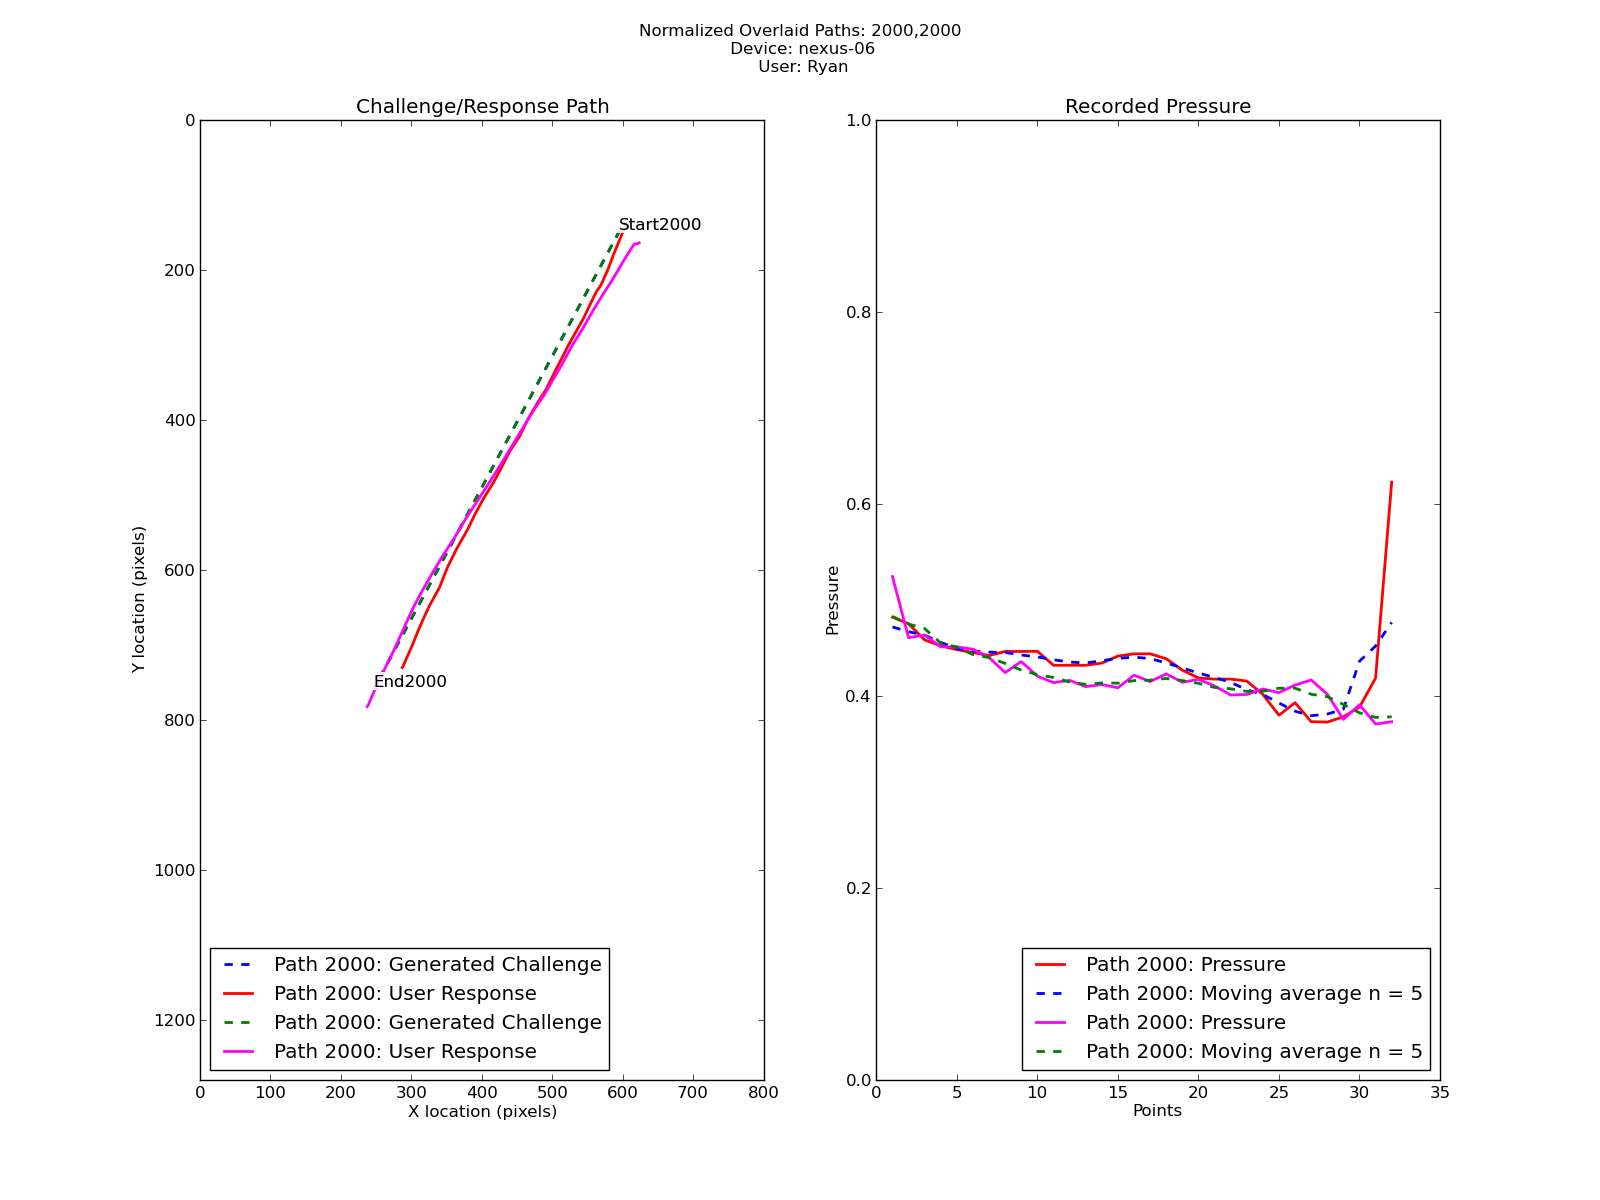 Normalized Overlaid Paths: 2000,2000
Device: nexus-06
User: Ryan
Challenge/Response Path
0
200
400
600
800
1000
1200
Y location (pixels)
Start2000
End2000
Path 2000: Generated Challenge
Path 2000: User Response
Path 2000: Generated Challenge
Path 2000: User Response
0 100 200 300 400 500 600 700 800
X location (pixels)
Recorded Pressure
1.0
0.8
0.6
0.4
0.2
0.0
Pressure
Path 2000: Pressure
Path 2000: Moving average n = 5
Path 2000: Pressure
Path 2000: Moving average n = 5
0 5 10 15 20 25 30 35
Points